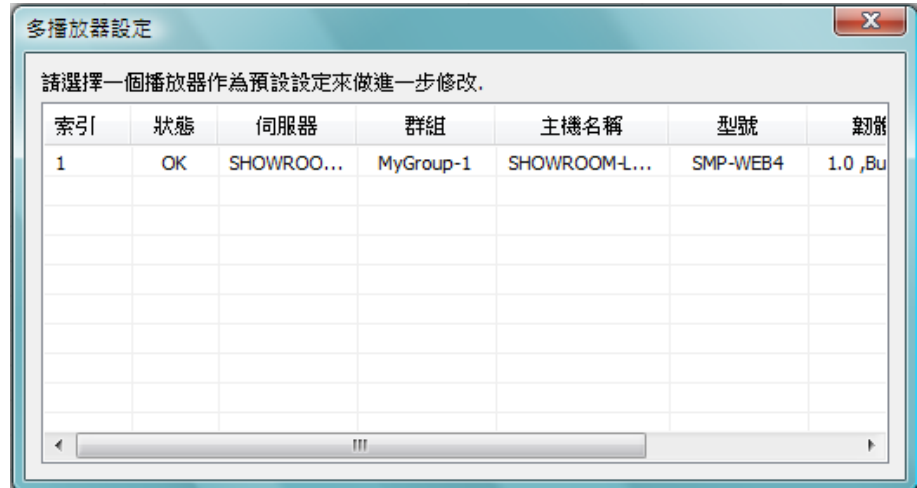 多播放器設定
請選擇一個播放器作為預設設定來做進一步修改.
索引 狀態 伺服器 群組 主機名稱 型號 韌體
1 OK SHOWROO... MyGroup-1 SHOWROOM-L... SMP-WEB4 1.0 ,Bu